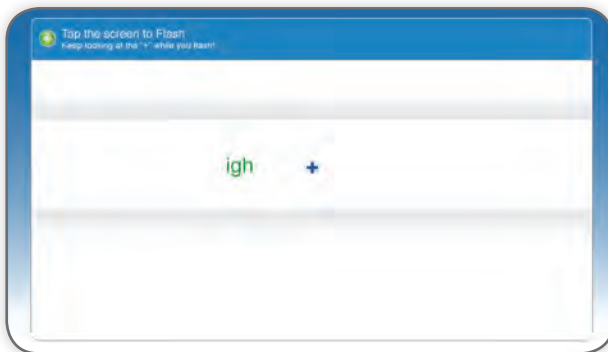 Tap the screen to Flash
Keep looking at the "+" while you flash!
igh +